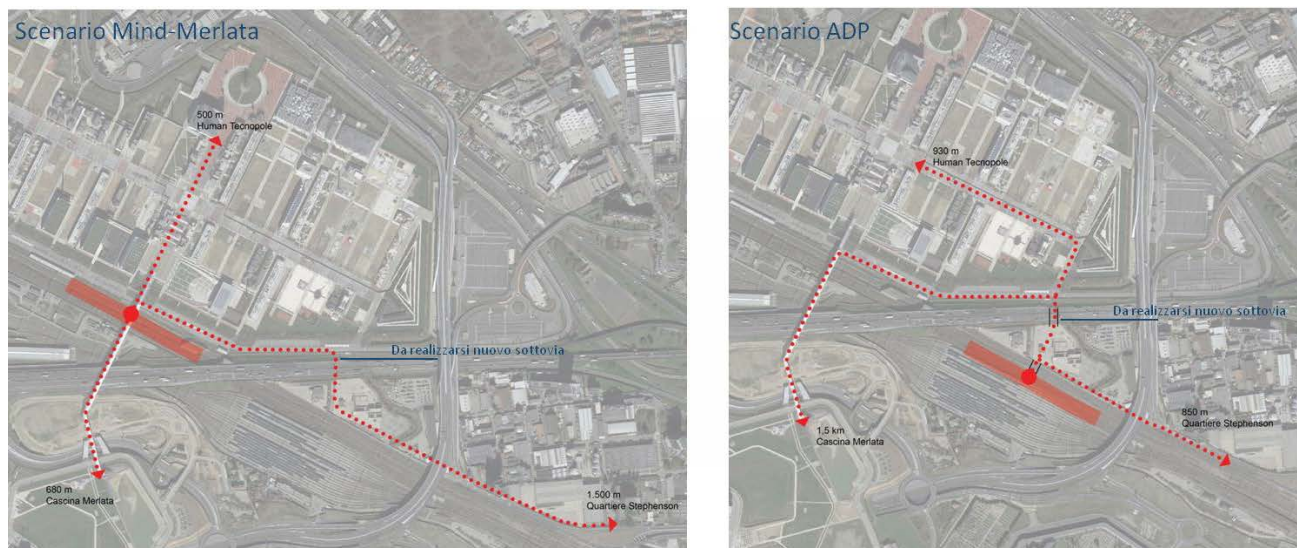 Scenario Mind-Merlata
500 m
Human Tecnopole
Da realizzarsi nuovo sottovia
680 m
Cascina Merlata
1.500 m
Quartiere Stephenson
Scenario ADP
930 m
Human Tecnopole
Da realizzarsi nuovo sottovia
1,5 km
Cascina Merlata
850 m
Quartiere Stephenson